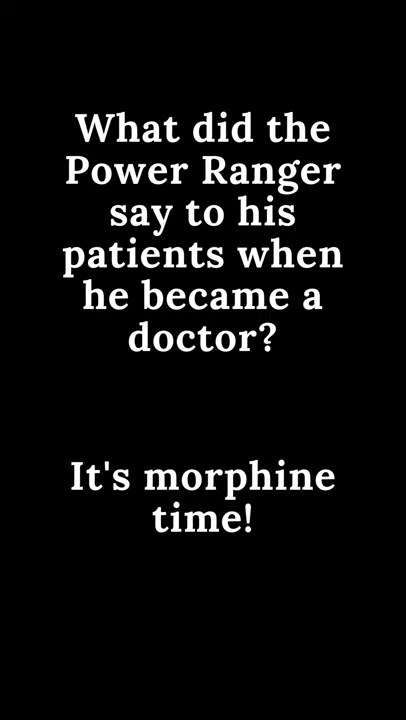 What did the
Power Ranger
say to his
patients when
he became a
doctor?
It's morphine
time!